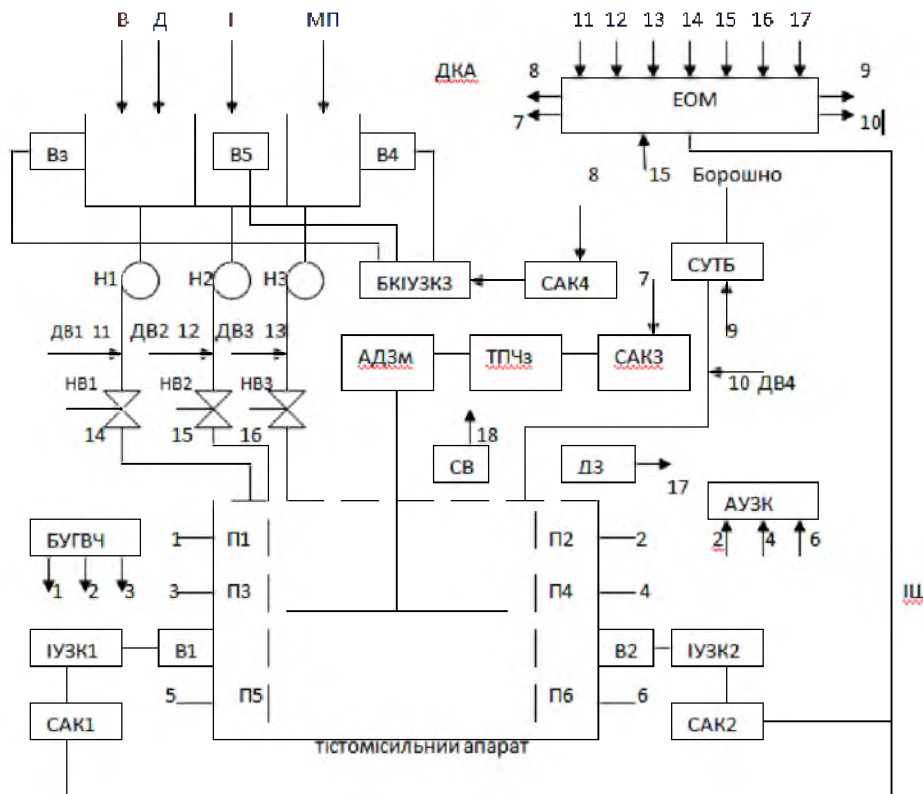 В Д І МП 11 12 13 14 15 16 17
ДКА 8 ЕОМ 9
7 10
Вз В5 В4
8 15 Борошно
Н1 Н2 Н3 БКІУЗКЗ САК4 7 СУТБ
ДВ1 11 ДВ2 12 ДВ3 13 9
АДЗм ТПЧз САКЗ
НВ1 НВ2 НВ3 10 ДВ4
14 15 16 18
СВ ДЗ 17
АУЗК
БУГВЧ 1 П1 П2 2 2 4 6
1 2 3 3 П3 П4 4 ІШ
ІУЗК1 В1 В2 ІУЗК2
5 П5 П6 6
САК1 САК2
тістомісильний апарат